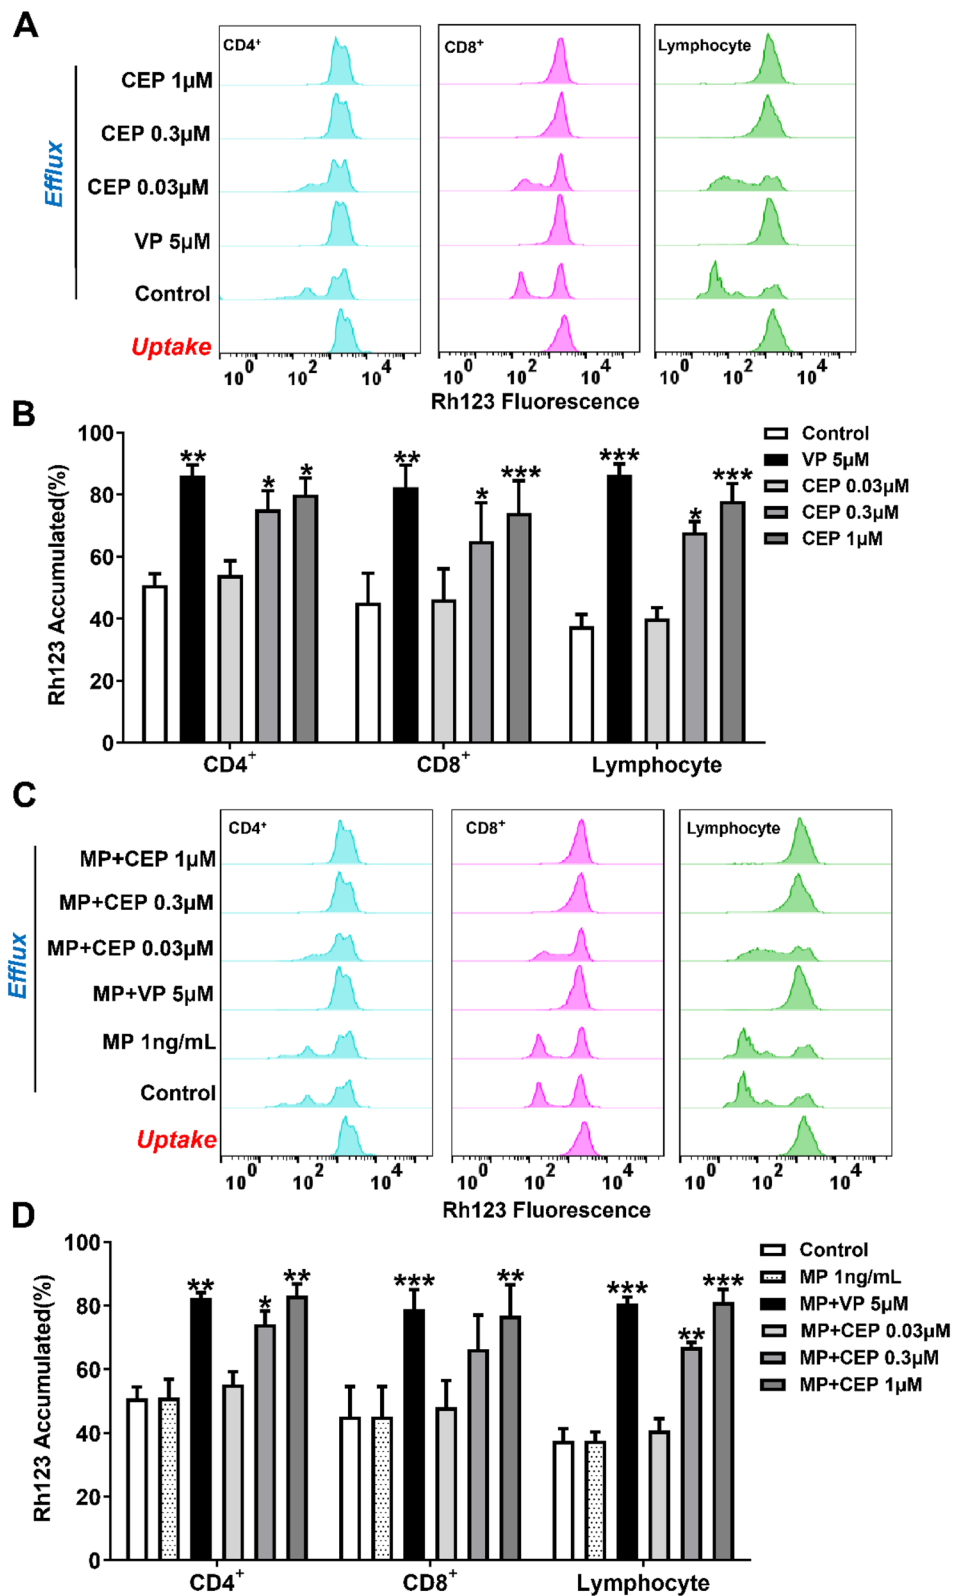 A
CD4⁺
CD8⁺
Lymphocyte
Efflux
CEP 1μM
CEP 0.3μM
CEP 0.03μM
VP 5μM
Control
Uptake
10⁰ 10² 10⁴ 10⁰ 10² 10⁴ 10⁰ 10² 10⁴
Rh123 Fluorescence
B
Rh123 Accumulated(%)
100
80
60
40
20
0
** * * ** * *** *** * ***
CD4⁺ CD8⁺ Lymphocyte
Control
VP 5μM
CEP 0.03μM
CEP 0.3μM
CEP 1μM
C
CD4⁺
CD8⁺
Lymphocyte
Efflux
MP+CEP 1μM
MP+CEP 0.3μM
MP+CEP 0.03μM
MP+VP 5μM
MP 1ng/mL
Control
Uptake
10⁰ 10² 10⁴ 10⁰ 10² 10⁴ 10⁰ 10² 10⁴
Rh123 Fluorescence
D
Rh123 Accumulated(%)
100
80
60
40
20
0
** * ** *** ** *** ** ***
CD4⁺ CD8⁺ Lymphocyte
Control
MP 1ng/mL
MP+VP 5μM
MP+CEP 0.03μM
MP+CEP 0.3μM
MP+CEP 1μM